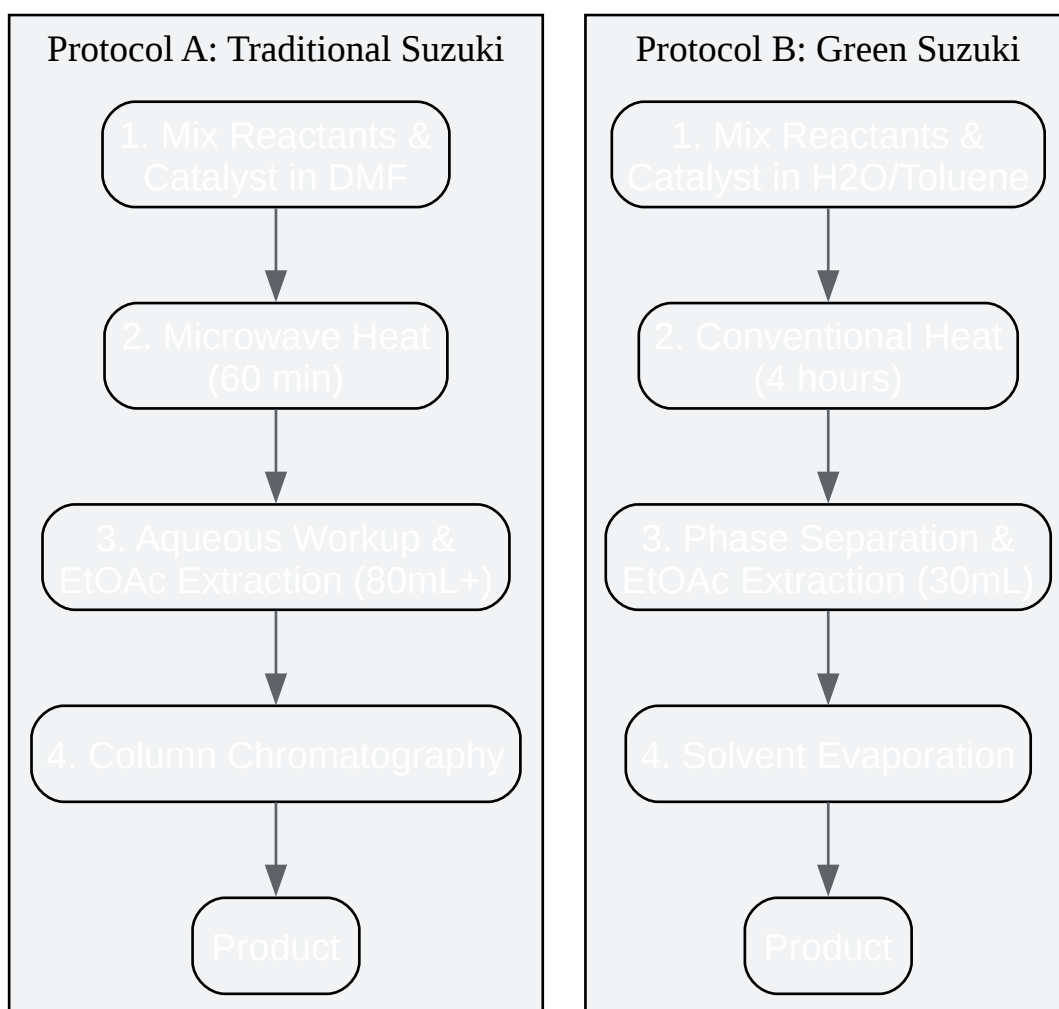 Protocol A: Traditional Suzuki
1. Mix Reactants &
Catalyst in DMF
2. Microwave Heat
(60 min)
3. Aqueous Workup &
EtOAc Extraction (80mL+)
4. Column Chromatography
Product
Protocol B: Green Suzuki
1. Mix Reactants &
Catalyst in H2O/Toluene
2. Conventional Heat
(4 hours)
3. Phase Separation &
EtOAc Extraction (30mL)
4. Solvent Evaporation
Product